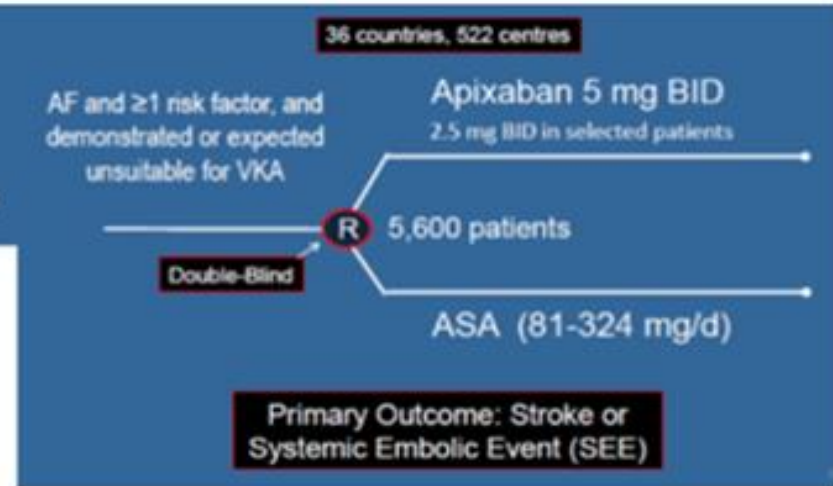 36 countries, 522 centres
AF and ≥1 risk factor, and
demonstrated or expected
unsuitable for VKA
Apixaban 5 mg BID
2.5 mg BID in selected patients
R
5,600 patients
Double-Blind
ASA (81-324 mg/d)
Primary Outcome: Stroke or
Systemic Embolic Event (SEE)